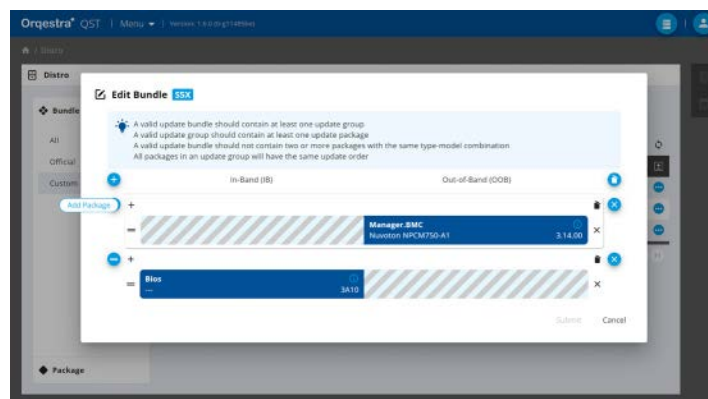 Orqestra® QST | Menu
/ Distro
Distro
Edit Bundle SSX
Bundle
A valid update bundle should contain at least one update group
A valid update group should contain at least one update package
A valid update bundle should not contain two or more packages with the same type-model combination
All packages in an update group will have the same update order
All
Official
Custom
In-Band (IB) Out-of-Band (OOB)
Add Package
Manager.BMC
Nuvoton NPCM750-A1 3.14.00
Bios
--- 3A10
Submit Cancel
Package